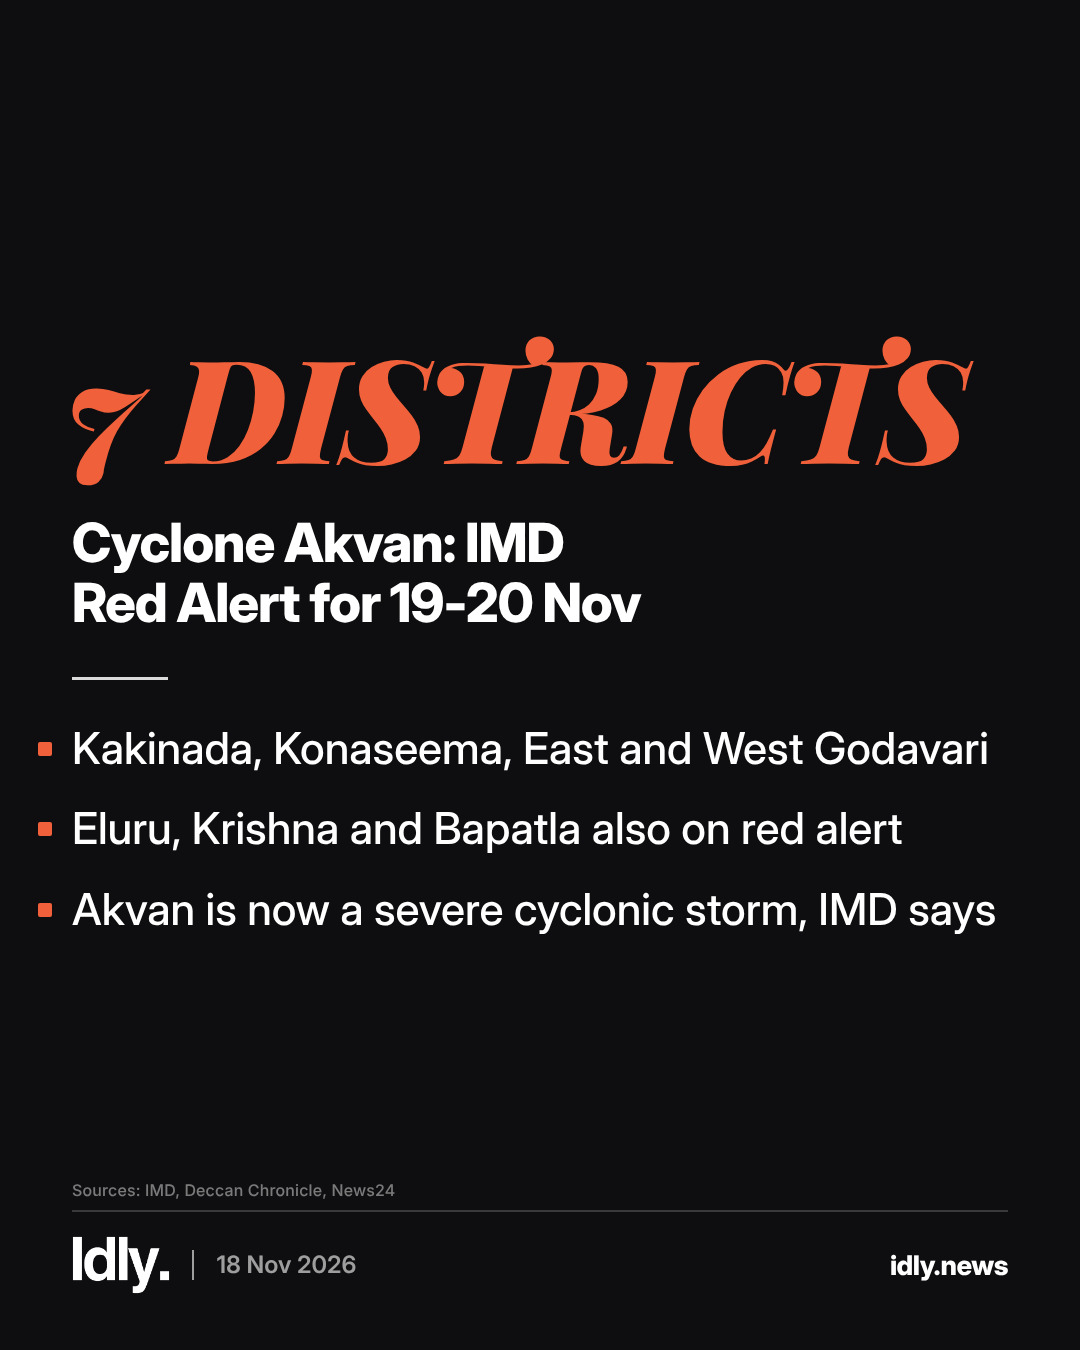 7 DISTRICTS
Cyclone Akvan: IMD
Red Alert for 19-20 Nov
Kakinada, Konaseema, East and West Godavari
Eluru, Krishna and Bapatla also on red alert
Akvan is now a severe cyclonic storm, IMD says
Sources: IMD, Deccan Chronicle, News24
Idly. | 18 Nov 2026
idly.news